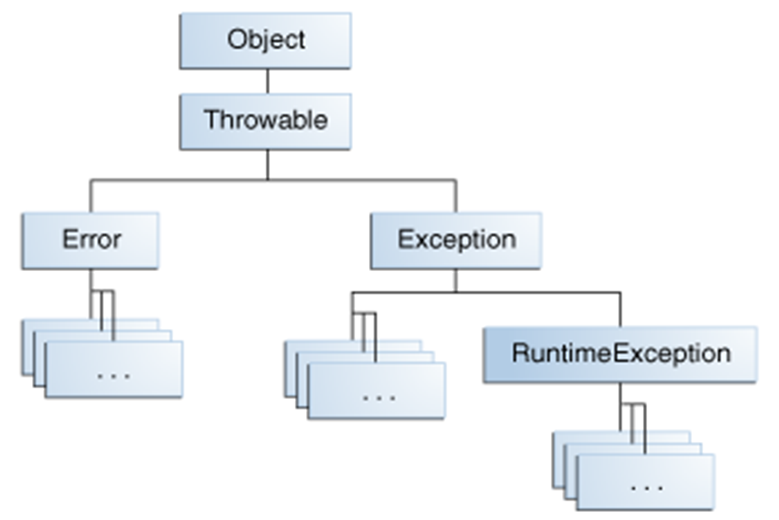 Object
Throwable
Error
Exception
...
...
RuntimeException
...